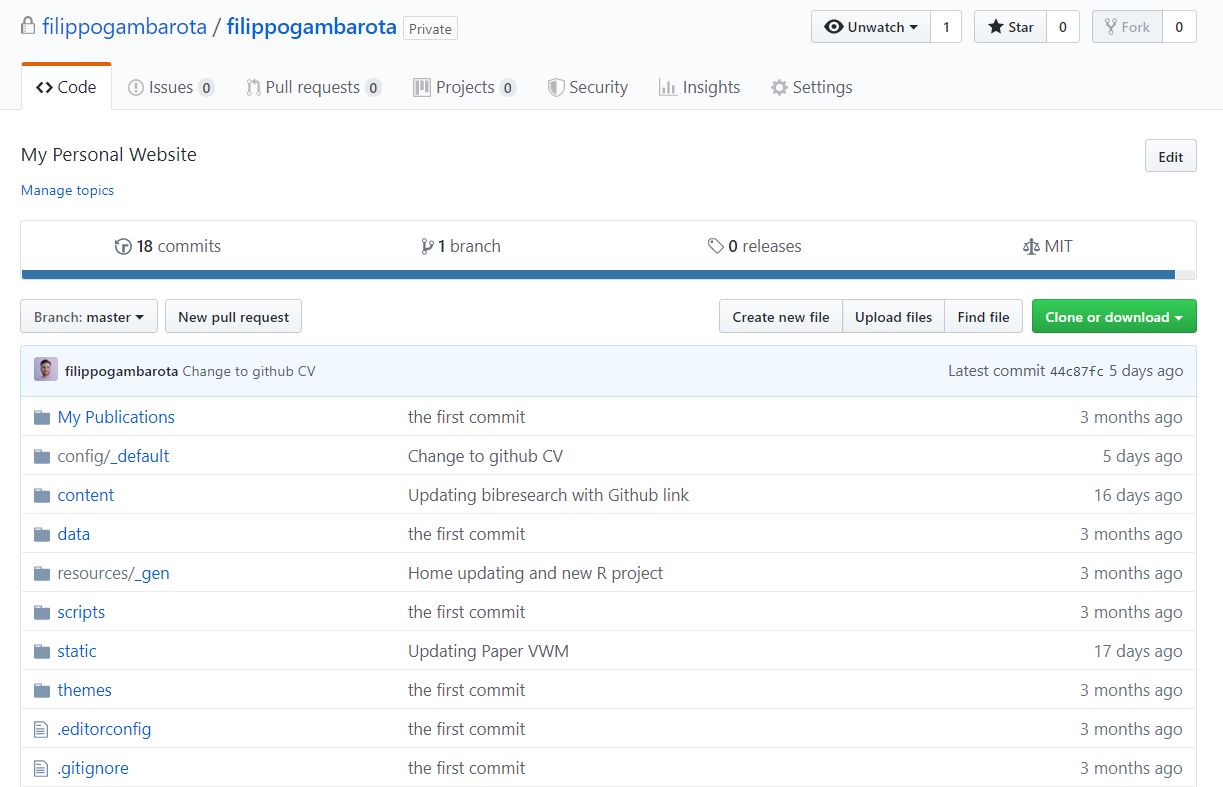 filippogambarota / filippogambarota Private Unwatch 1 Star 0 Fork 0
Code Issues 0 Pull requests 0 Projects 0 Security Insights Settings
My Personal Website Edit
Manage topics
18 commits 1 branch 0 releases MIT
Branch: master New pull request Create new file Upload files Find file Clone or download
filippogambarota Change to github CV Latest commit 44c87fc 5 days ago
My Publications the first commit 3 months ago
config/_default Change to github CV 5 days ago
content Updating bibresearch with Github link 16 days ago
data the first commit 3 months ago
resources/_gen Home updating and new R project 3 months ago
scripts the first commit 3 months ago
static Updating Paper VWM 17 days ago
themes the first commit 3 months ago
.editorconfig the first commit 3 months ago
.gitignore the first commit 3 months ago